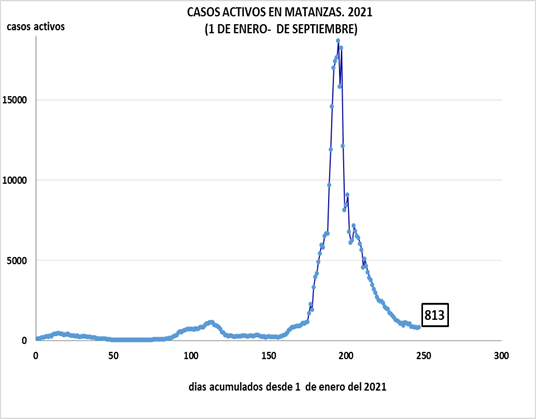 CASOS ACTIVOS EN MATANZAS. 2021
(1 DE ENERO- DE SEPTIEMBRE)
casos activos
15000
10000
5000
0
813
0 50 100 150 200 250 300
dias acumulados desde 1 de enero del 2021